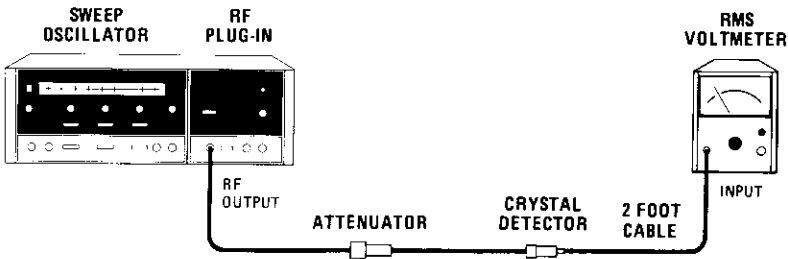 SWEEP
OSCILLATOR
RF
PLUG-IN
RMS
VOLTMETER
RF
OUTPUT
ATTENUATOR
CRYSTAL
DETECTOR
2 FOOT
CABLE
INPUT